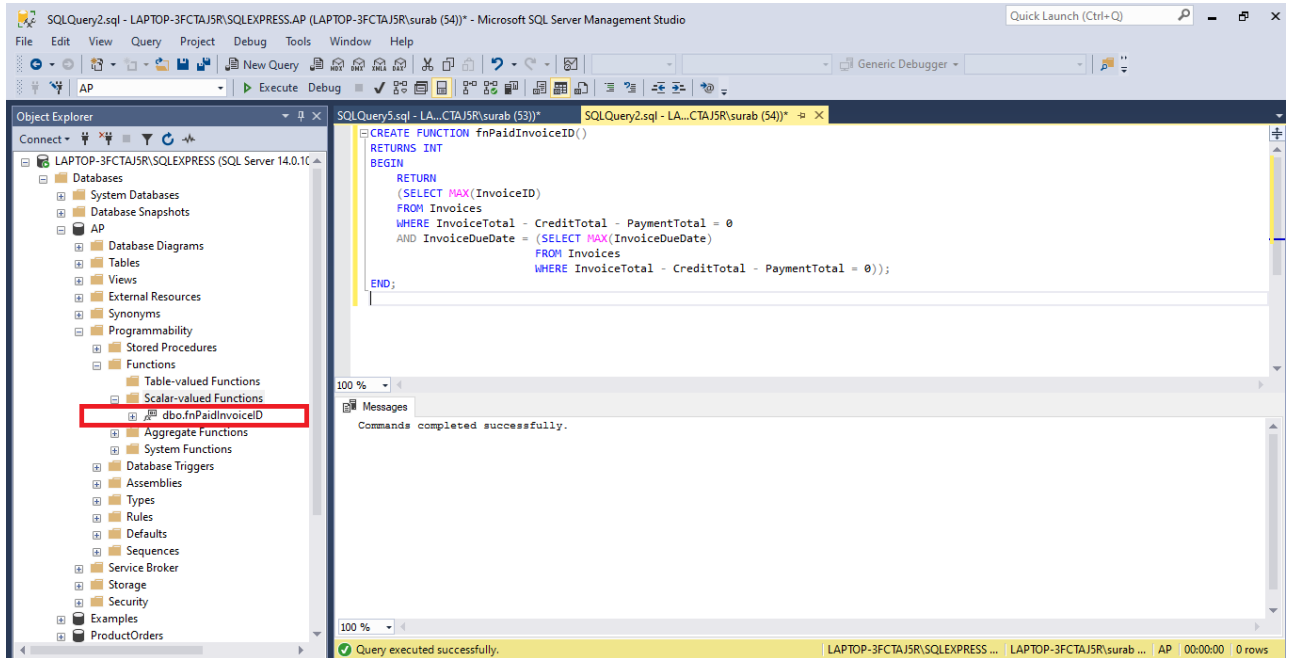 SQLQuery2.sql - LAPTOP-3FCTAJ5R\SQLEXPRESS.AP (LAPTOP-3FCTAJ5R\surab (54))* - Microsoft SQL Server Management Studio
Quick Launch (Ctrl+Q)
File Edit View Query Project Debug Tools Window Help
New Query MDX DMX XMLA DAX Generic Debugger
AP Execute Debug
Object Explorer
Connect
LAPTOP-3FCTAJ5R\SQLEXPRESS (SQL Server 14.0.10
Databases
System Databases
Database Snapshots
AP
Database Diagrams
Tables
Views
External Resources
Synonyms
Programmability
Stored Procedures
Functions
Table-valued Functions
Scalar-valued Functions
dbo.fnPaidInvoiceID
Aggregate Functions
System Functions
Database Triggers
Assemblies
Types
Rules
Defaults
Sequences
Service Broker
Storage
Security
Examples
ProductOrders
SQLQuery5.sql - LA...CTAJ5R\surab (53))* SQLQuery2.sql - LA...CTAJ5R\surab (54))*
CREATE FUNCTION fnPaidInvoiceID()
RETURNS INT
BEGIN
RETURN
(SELECT MAX(InvoiceID)
FROM Invoices
WHERE InvoiceTotal - CreditTotal - PaymentTotal = 0
AND InvoiceDueDate = (SELECT MAX(InvoiceDueDate)
FROM Invoices
WHERE InvoiceTotal - CreditTotal - PaymentTotal = 0));
END;
100 %
Messages
Commands completed successfully.
100 %
Query executed successfully. LAPTOP-3FCTAJ5R\SQLEXPRESS ... LAPTOP-3FCTAJ5R\surab ... AP 00:00:00 0 rows